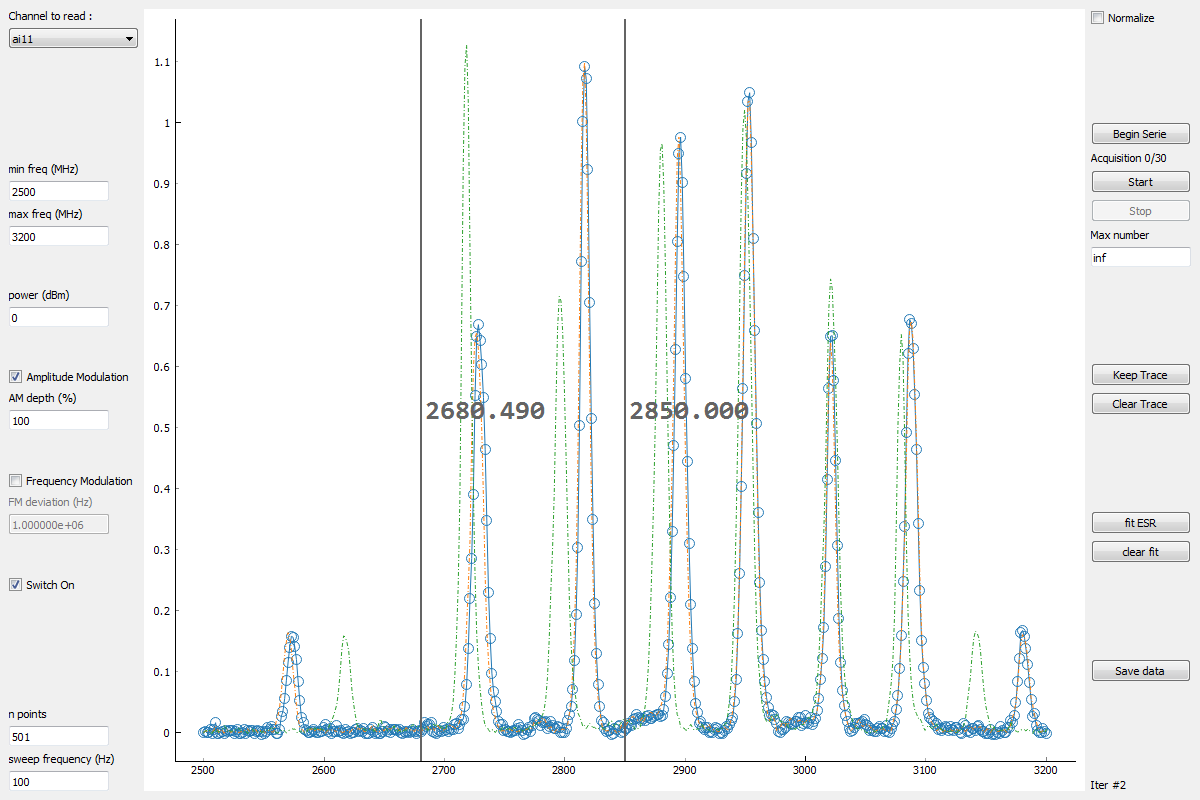 Channel to read :
ai11
Normalize
min freq (MHz)
2500
max freq (MHz)
3200
power (dBm)
0
Amplitude Modulation
AM depth (%)
100
Frequency Modulation
FM deviation (Hz)
1.000000e+06
Switch On
n points
501
sweep frequency (Hz)
100
1.1
1
0.9
0.8
0.7
0.6
0.5
0.4
0.3
0.2
0.1
0
2680.490
2850.000
2500
2600
2700
2800
2900
3000
3100
3200
Begin Serie
Acquisition 0/30
Start
Stop
Max number
inf
Keep Trace
Clear Trace
fit ESR
clear fit
Save data
Iter #2